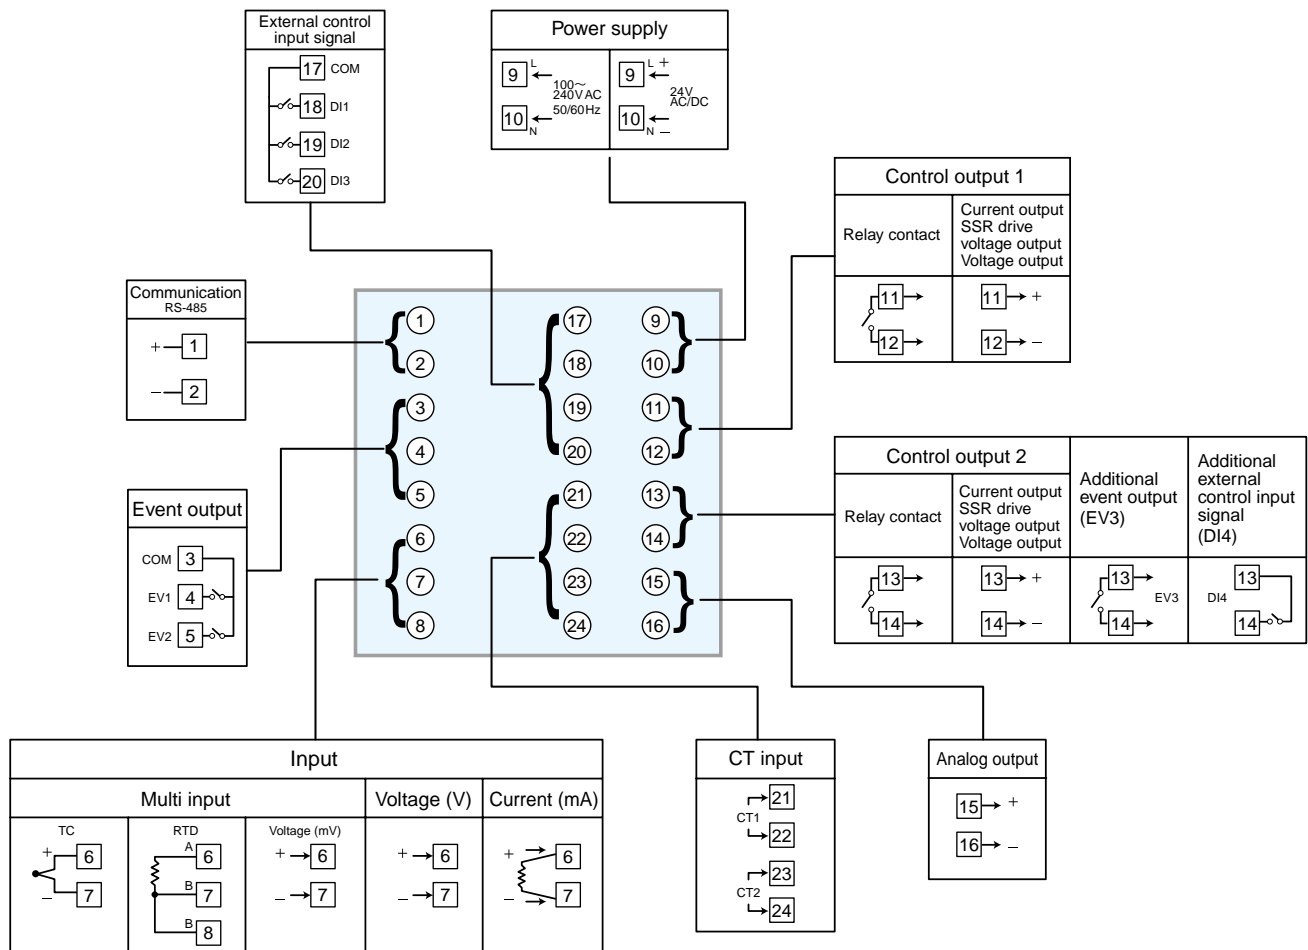 External control
input signal
17 COM
18 DI1
19 DI2
20 DI3
Power supply
9 L
100～
240V AC
50/60Hz
10 N
9 L +
24V
AC/DC
10 N −
Control output 1
Relay contact
Current output
SSR drive
voltage output
Voltage output
11
12
11 +
12 −
Communication
RS-485
+ 1
− 2
1
2
3
4
5
6
7
8
17
18
19
20
21
22
23
24
9
10
11
12
13
14
15
16
Event output
COM 3
EV1 4
EV2 5
Control output 2
Relay contact
Current output
SSR drive
voltage output
Voltage output
Additional
event output
(EV3)
Additional
external
control input
signal
(DI4)
13
14
13 +
14 −
13
EV3
14
13
DI4
14
Input
Multi input
Voltage (V)
Current (mA)
TC
+ 6
− 7
RTD
A 6
B 7
B 8
Voltage (mV)
+ 6
− 7
+ 6
− 7
+ 6
− 7
CT input
21
CT1
22
23
CT2
24
Analog output
15 +
16 −